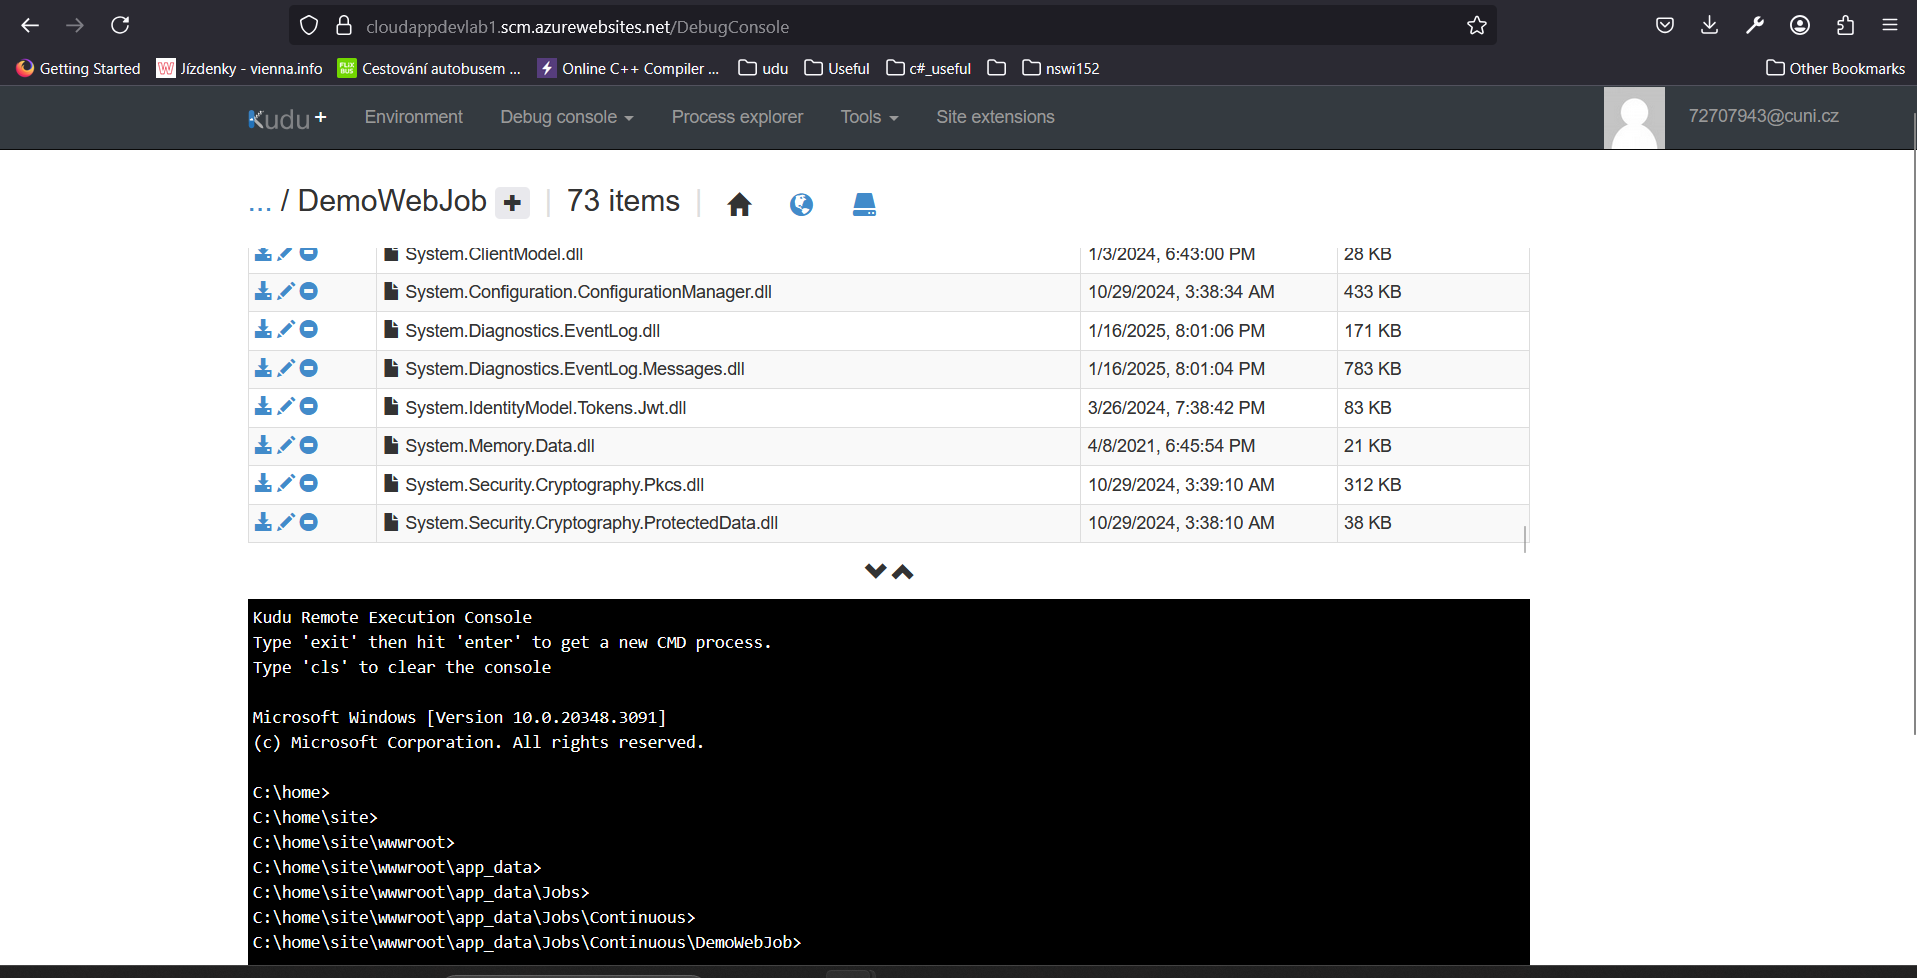 cloudappdevlab1.scm.azurewebsites.net/DebugConsole
Getting Started Jízdenky - vienna.info FLiX BUS Cestování autobusem ... Online C++ Compiler ... udu Useful c#_useful nswi152 Other Bookmarks
Kudu + Environment Debug console Process explorer Tools Site extensions 72707943@cuni.cz
... / DemoWebJob + | 73 items |
System.ClientModel.dll 1/3/2024, 6:43:00 PM 28 KB
System.Configuration.ConfigurationManager.dll 10/29/2024, 3:38:34 AM 433 KB
System.Diagnostics.EventLog.dll 1/16/2025, 8:01:06 PM 171 KB
System.Diagnostics.EventLog.Messages.dll 1/16/2025, 8:01:04 PM 783 KB
System.IdentityModel.Tokens.Jwt.dll 3/26/2024, 7:38:42 PM 83 KB
System.Memory.Data.dll 4/8/2021, 6:45:54 PM 21 KB
System.Security.Cryptography.Pkcs.dll 10/29/2024, 3:39:10 AM 312 KB
System.Security.Cryptography.ProtectedData.dll 10/29/2024, 3:38:10 AM 38 KB
Kudu Remote Execution Console
Type 'exit' then hit 'enter' to get a new CMD process.
Type 'cls' to clear the console
Microsoft Windows [Version 10.0.20348.3091]
(c) Microsoft Corporation. All rights reserved.
C:\home>
C:\home\site>
C:\home\site\wwwroot>
C:\home\site\wwwroot\app_data>
C:\home\site\wwwroot\app_data\Jobs>
C:\home\site\wwwroot\app_data\Jobs\Continuous>
C:\home\site\wwwroot\app_data\Jobs\Continuous\DemoWebJob>